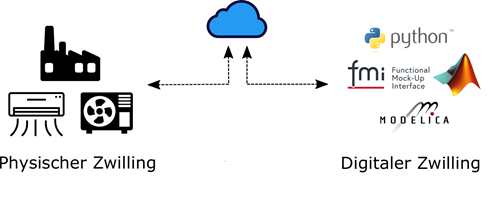 python™
fmi Functional
Mock-Up
Interface
MODELICA
Physischer Zwilling
Digitaler Zwilling